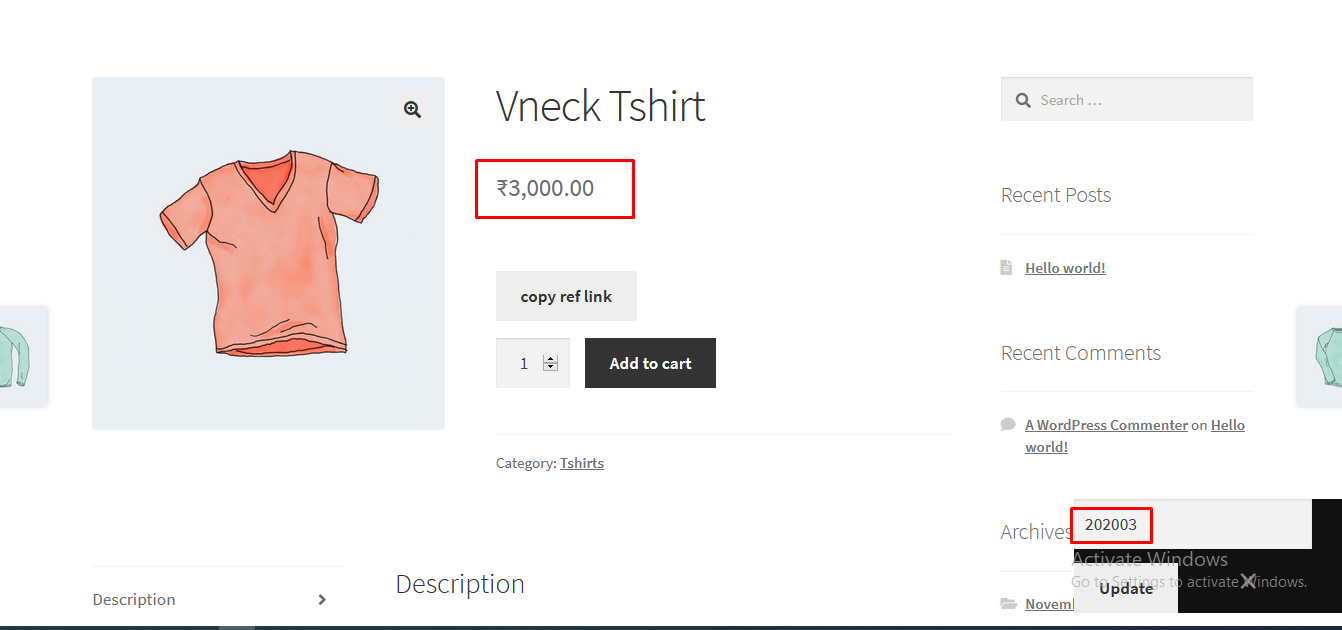 Vneck Tshirt
₹3,000.00
copy ref link
1
Add to cart
Category: Tshirts
Search …
Recent Posts
Hello world!
Recent Comments
A WordPress Commenter on Hello
world!
Archives
202003
Activate Windows
Go to Settings to activate Windows.
Update
Novem
Description
Description